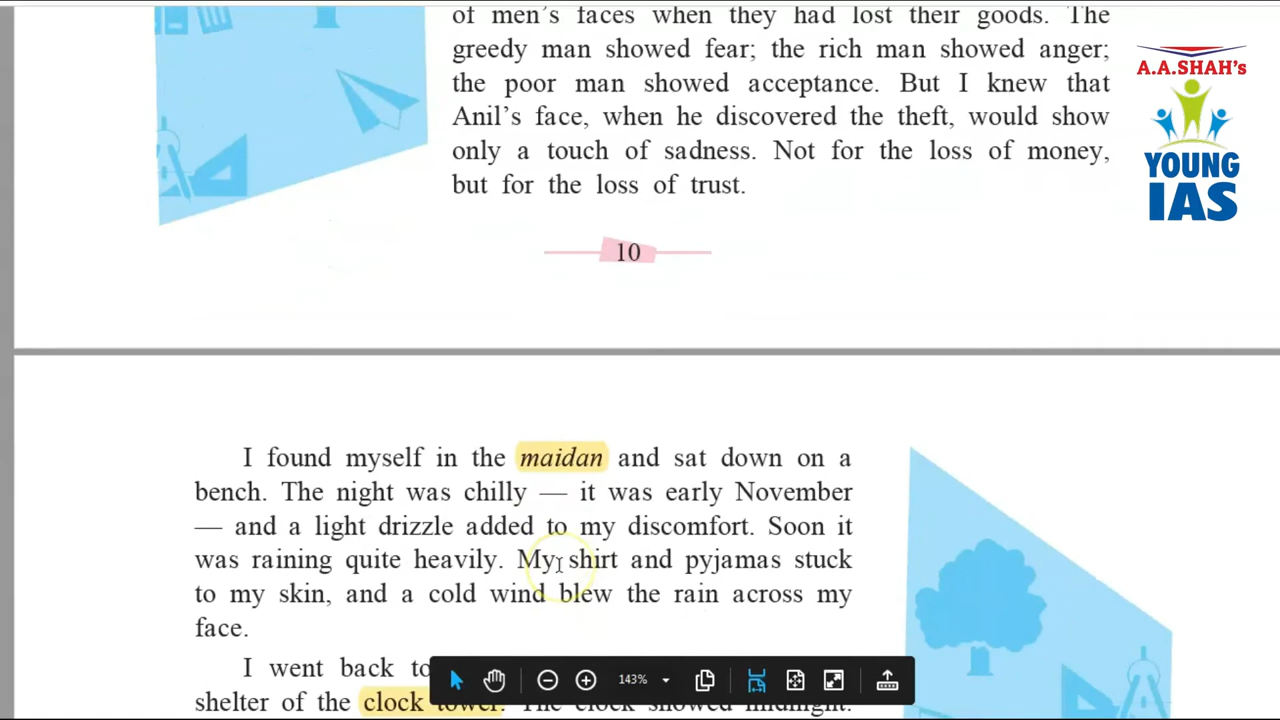 of men's faces when they had lost their goods. The
greedy man showed fear; the rich man showed anger;
the poor man showed acceptance. But I knew that
Anil's face, when he discovered the theft, would show
only a touch of sadness. Not for the loss of money,
but for the loss of trust.
10
A.A.SHAH's
YOUNG
IAS
I found myself in the maidan and sat down on a
bench. The night was chilly — it was early November
— and a light drizzle added to my discomfort. Soon it
was raining quite heavily. My shirt and pyjamas stuck
to my skin, and a cold wind blew the rain across my
face.
I went back to
shelter of the clock tower. The clock showed midnight.
143%